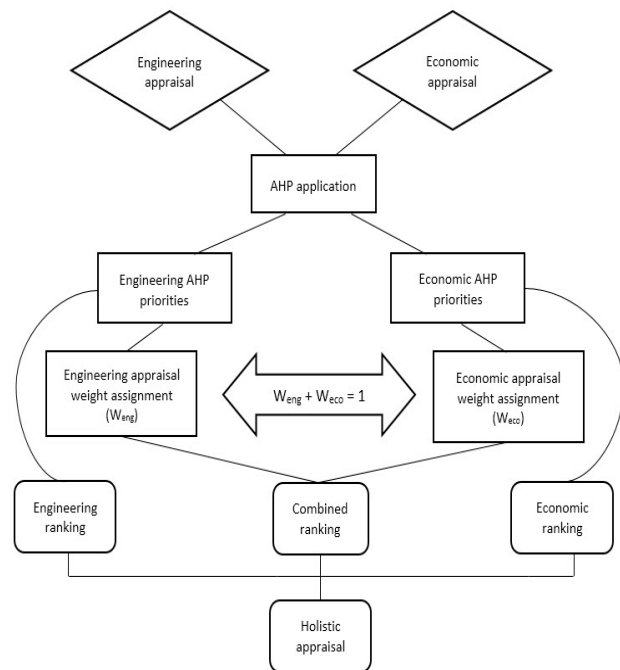 Engineering
appraisal
Economic
appraisal
AHP application
Engineering AHP
priorities
Economic AHP
priorities
Engineering appraisal
weight assignment
(Weng)
Weng + Weco = 1
Economic appraisal
weight assignment
(Weco)
Engineering
ranking
Combined
ranking
Economic
ranking
Holistic
appraisal